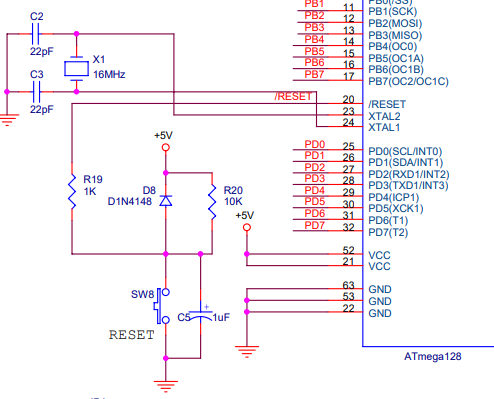 PB0(/SS)
PB1 11 PB1(SCK)
PB2 12 PB2(MOSI)
PB3 13 PB3(MISO)
PB4 14 PB4(OC0)
PB5 15 PB5(OC1A)
PB6 16 PB6(OC1B)
PB7 17 PB7(OC2/OC1C)
C2
22pF
X1
16MHz
C3
22pF
/RESET 20 /RESET
23 XTAL2
24 XTAL1
+5V
R19
1K
D8
D1N4148
R20
10K
PD0 25 PD0(SCL/INT0)
PD1 26 PD1(SDA/INT1)
PD2 27 PD2(RXD1/INT2)
PD3 28 PD3(TXD1/INT3)
PD4 29 PD4(ICP1)
PD5 30 PD5(XCK1)
PD6 31 PD6(T1)
PD7 32 PD7(T2)
+5V
52 VCC
21 VCC
63 GND
53 GND
22 GND
SW8
RESET
C5 1uF
+
ATmega128